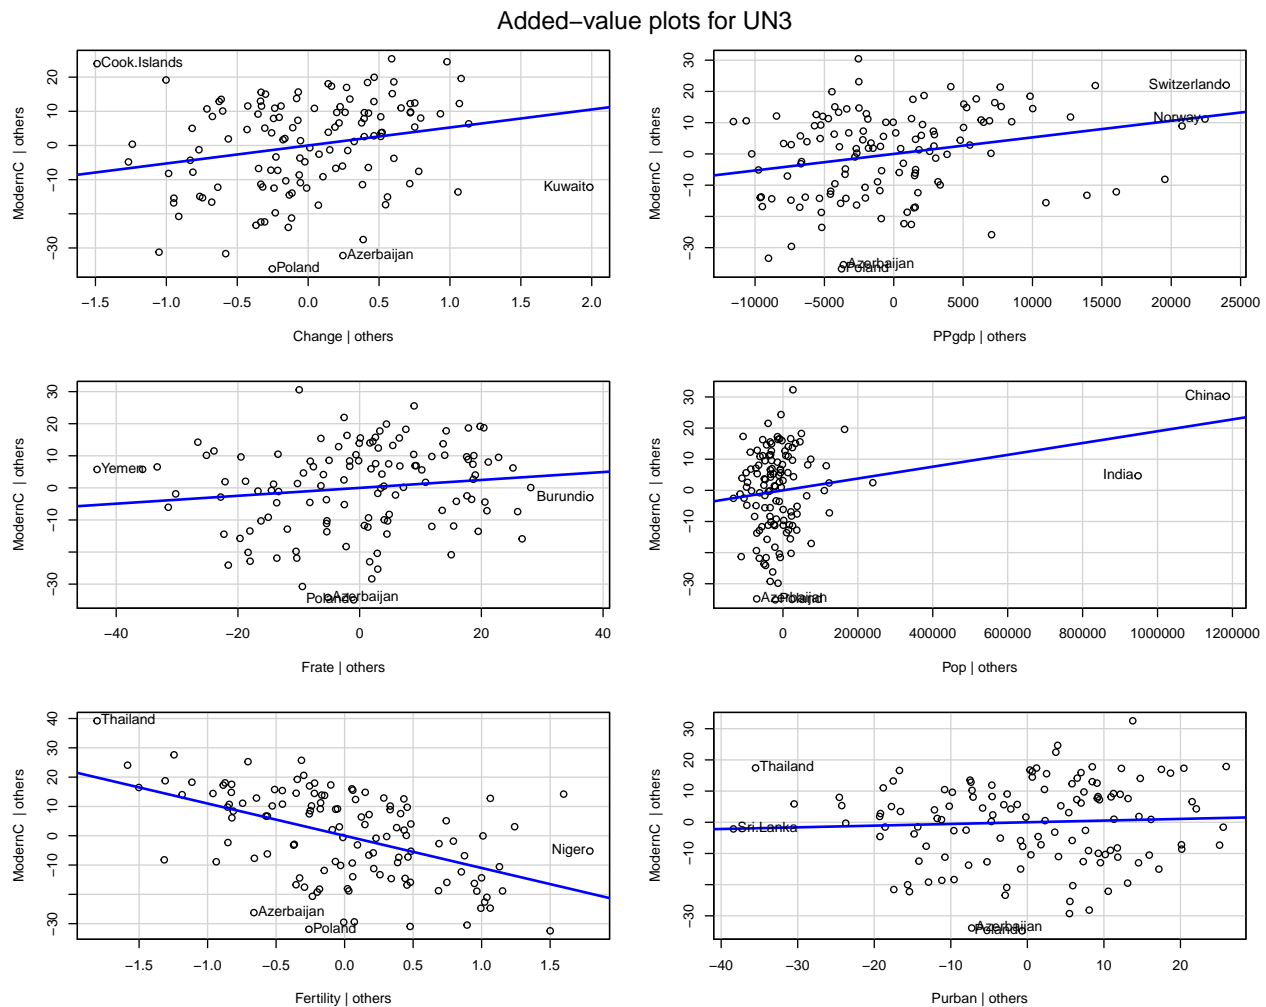 Added−value plots for UN3
ModernC | others
20
10
0
−10
−30
Cook.Islands
Kuwait
Azerbaijan
Poland
−1.5 −1.0 −0.5 0.0 0.5 1.0 1.5 2.0
Change | others
ModernC | others
30
20
10
0
−10
−30
Switzerland
Norway
Azerbaijan
Poland
−10000 −5000 0 5000 10000 15000 20000 25000
PPgdp | others
ModernC | others
30
20
10
0
−10
−30
Yemen
Burundi
Azerbaijan
Poland
−40 −20 0 20 40
Frate | others
ModernC | others
30
20
10
0
−10
−30
China
India
Azerbaijan
Poland
0 200000 400000 600000 800000 1000000 1200000
Pop | others
ModernC | others
40
30
20
10
0
−10
−30
Thailand
Niger
Azerbaijan
Poland
−1.5 −1.0 −0.5 0.0 0.5 1.0 1.5
Fertility | others
ModernC | others
30
20
10
0
−10
−30
Thailand
Sri.Lanka
Azerbaijan
Poland
−40 −30 −20 −10 0 10 20
Purban | others